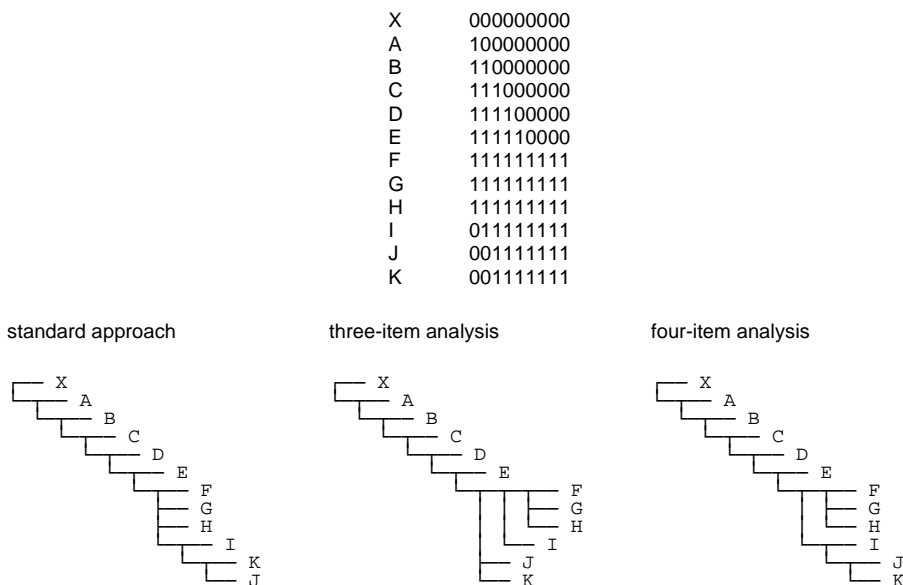 X 000000000
A 100000000
B 110000000
C 111000000
D 111100000
E 111110000
F 111111111
G 111111111
H 111111111
I 011111111
J 001111111
K 001111111
standard approach three-item analysis four-item analysis
X X X
A A A
B B B
C C C
D D D
E E E
F F F
G G G
H H H
I I I
K J J
J K K